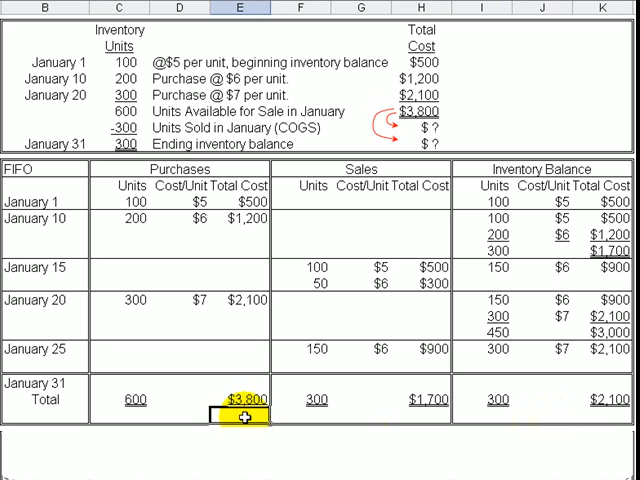 B C D E F G H I J K
Inventory Total
Units Cost
January 1 100 @$5 per unit, beginning inventory balance $500
January 10 200 Purchase @ $6 per unit. $1,200
January 20 300 Purchase @ $7 per unit. $2,100
600 Units Available for Sale in January $3,800
-300 Units Sold in January (COGS) $ ?
January 31 300 Ending inventory balance $ ?
FIFO Purchases Sales Inventory Balance
Units Cost/Unit Total Cost Units Cost/Unit Total Cost Units Cost/Unit Total Cost
January 1 100 $5 $500 100 $5 $500
January 10 200 $6 $1,200 100 $5 $500
200 $6 $1,200
300 $1,700
January 15 100 $5 $500 150 $6 $900
50 $6 $300
January 20 300 $7 $2,100 150 $6 $900
300 $7 $2,100
450 $3,000
January 25 150 $6 $900 300 $7 $2,100
January 31
Total 600 $3,800 300 $1,700 300 $2,100